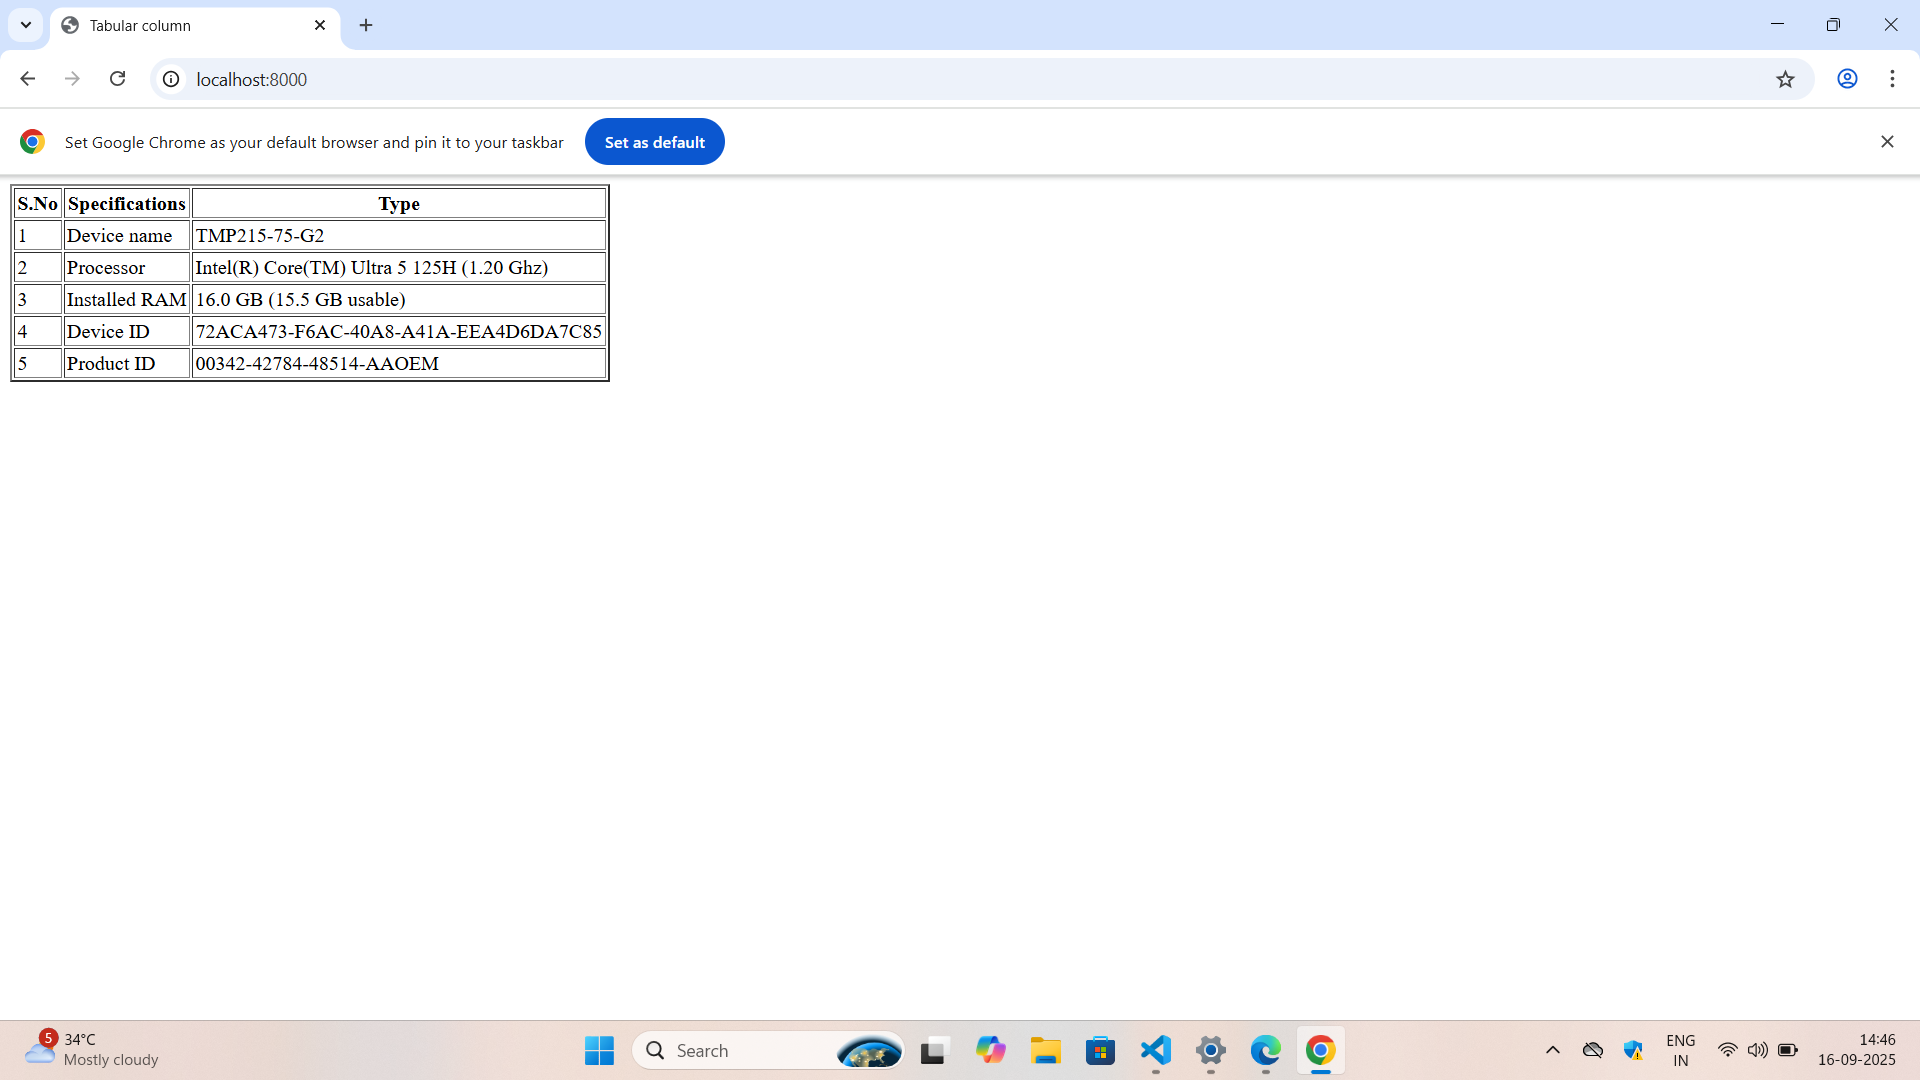 Tabular column
localhost:8000
Set Google Chrome as your default browser and pin it to your taskbar Set as default
S.No Specifications Type
1 Device name TMP215-75-G2
2 Processor Intel(R) Core(TM) Ultra 5 125H (1.20 Ghz)
3 Installed RAM 16.0 GB (15.5 GB usable)
4 Device ID 72ACA473-F6AC-40A8-A41A-EEA4D6DA7C85
5 Product ID 00342-42784-48514-AAOEM
5 34°C
Mostly cloudy
Search
ENG
IN
14:46
16-09-2025